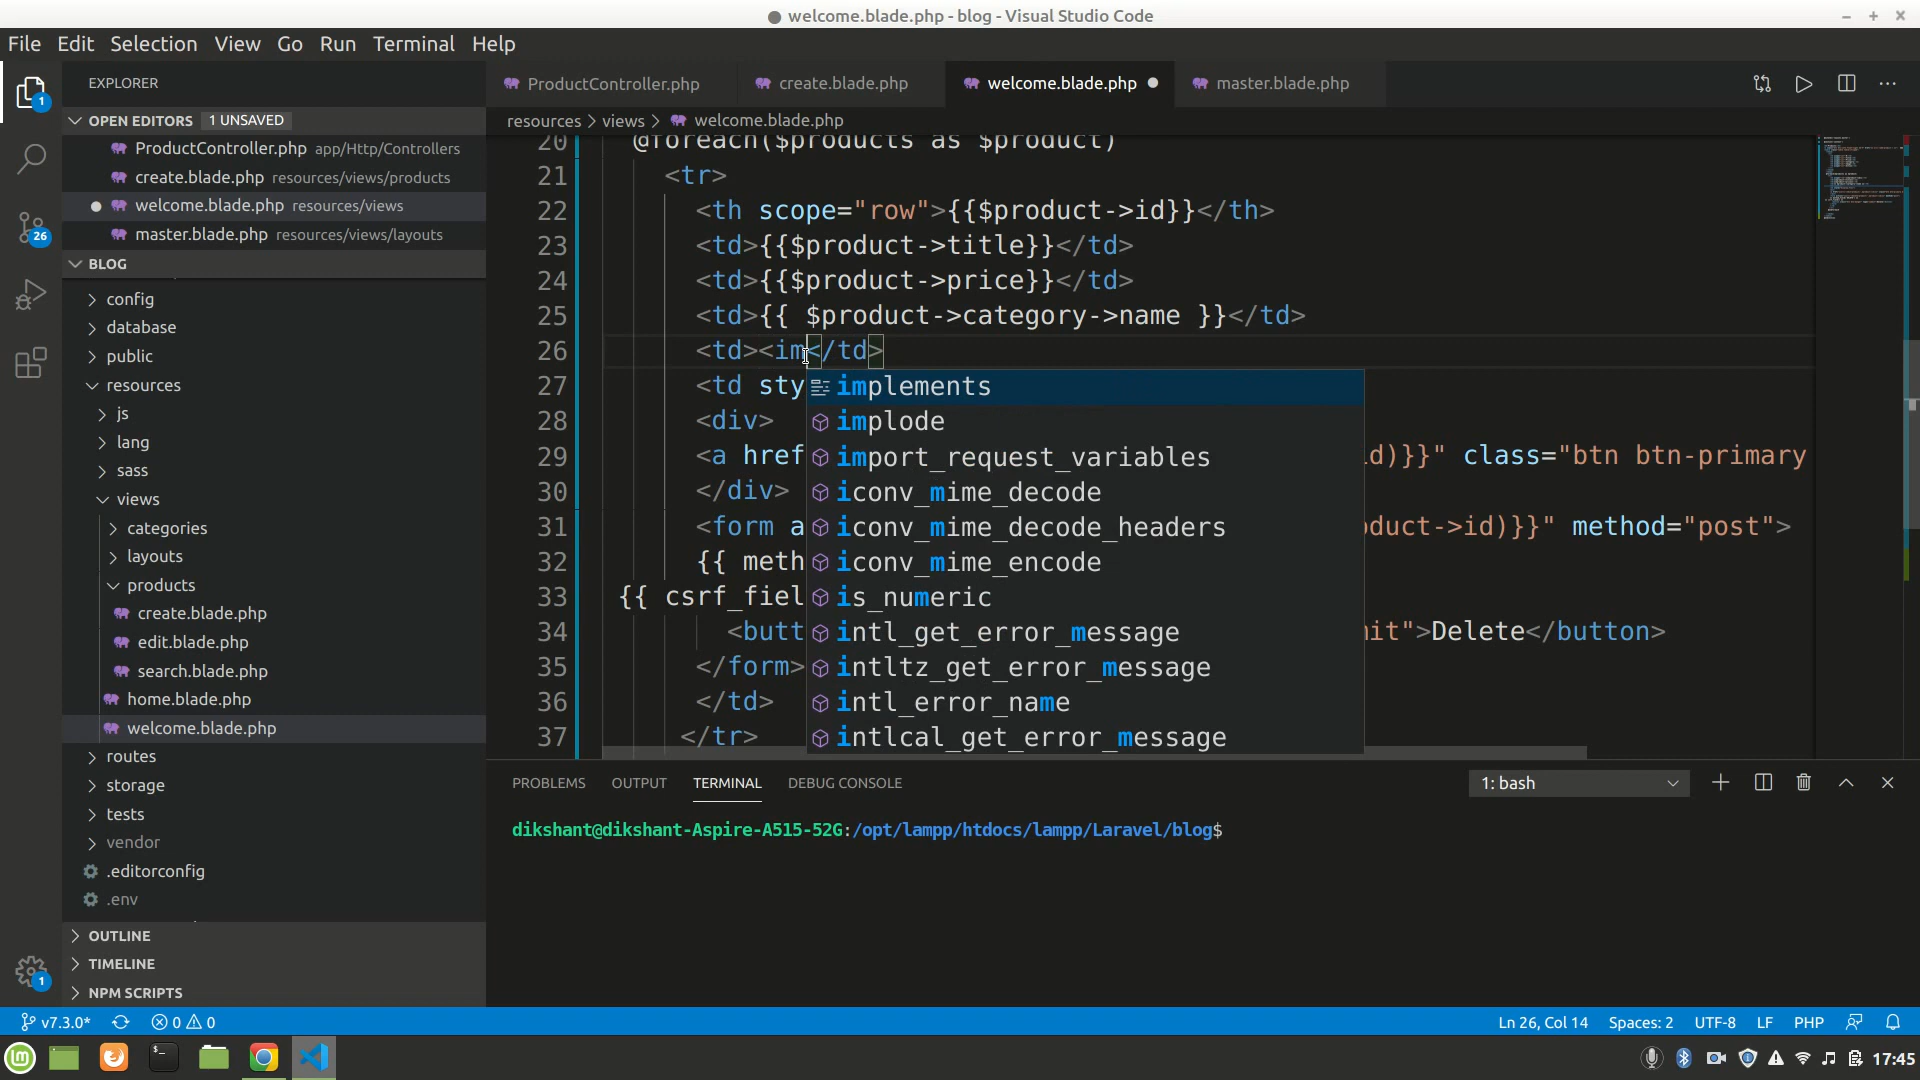 welcome.blade.php - blog - Visual Studio Code
File Edit Selection View Go Run Terminal Help
EXPLORER
OPEN EDITORS 1 UNSAVED
ProductController.php app/Http/Controllers
create.blade.php resources/views/products
welcome.blade.php resources/views
master.blade.php resources/views/layouts
BLOG
config
database
public
resources
js
lang
sass
views
categories
layouts
products
create.blade.php
edit.blade.php
search.blade.php
home.blade.php
welcome.blade.php
routes
storage
tests
vendor
.editorconfig
.env
OUTLINE
TIMELINE
NPM SCRIPTS
1
26
1
ProductController.php create.blade.php welcome.blade.php master.blade.php
resources > views > welcome.blade.php
20 @foreach($products as $product)
21 <tr>
22 <th scope="row">{{$product->id}}</th>
23 <td>{{$product->title}}</td>
24 <td>{{$product->price}}</td>
25 <td>{{ $product->category->name }}</td>
26 <td><im</td>
27 <td sty
28 <div>
29 <a href d)}}" class="btn btn-primary
30 </div>
31 <form a duct->id)}}" method="post">
32 {{ meth
33 {{ csrf_fiel
34 <butt it">Delete</button>
35 </form>
36 </td>
37 </tr>
implements
implode
import_request_variables
iconv_mime_decode
iconv_mime_decode_headers
iconv_mime_encode
is_numeric
intl_get_error_message
intltz_get_error_message
intl_error_name
intlcal_get_error_message
PROBLEMS OUTPUT TERMINAL DEBUG CONSOLE 1: bash
dikshant@dikshant-Aspire-A515-52G:/opt/lampp/htdocs/lampp/Laravel/blog$
v7.3.0* 0 0 Ln 26, Col 14 Spaces: 2 UTF-8 LF PHP
17:45